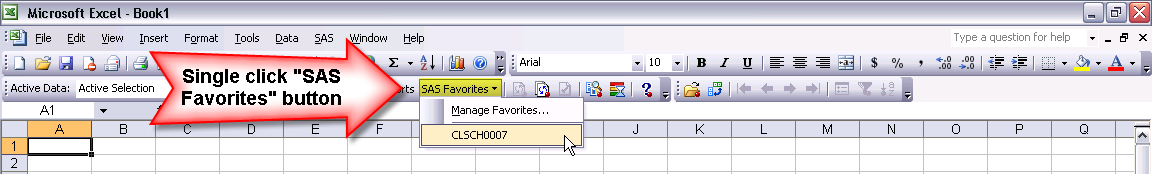 Microsoft Excel - Book1
File Edit View Insert Format Tools Data SAS Window Help Type a question for help
Σ Arial 10 B I U $ % ,
Active Data: Active Selection SAS Favorites
Single click "SAS Favorites" button
A1 Manage Favorites...
CLSCH0007
A B C D E F J K L M N O P Q
1
2